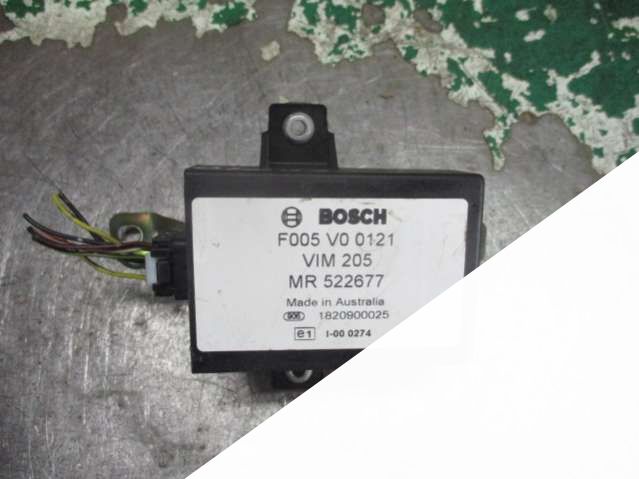 BOSCH
F005 V0 0121
VIM 205
MR 522677
Made in Australia
1820900025
e1 I-00 0274